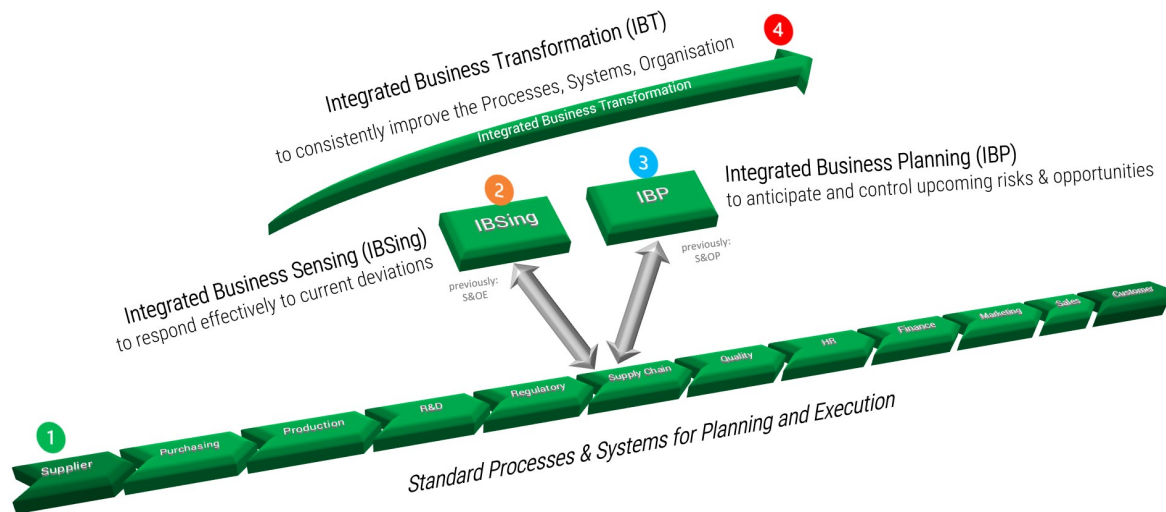 Integrated Business Transformation (IBT)
to consistently improve the Processes, Systems, Organisation
4
Integrated Business Transformation
2
IBSing
3
IBP
Integrated Business Planning (IBP)
to anticipate and control upcoming risks & opportunities
previously:
S&OP
Integrated Business Sensing (IBSing)
to respond effectively to current deviations
previously:
S&OE
1
Supplier
Purchasing
Production
R&D
Regulatory
Supply Chain
Quality
HR
Finance
Marketing
Sales
Customer
Standard Processes & Systems for Planning and Execution